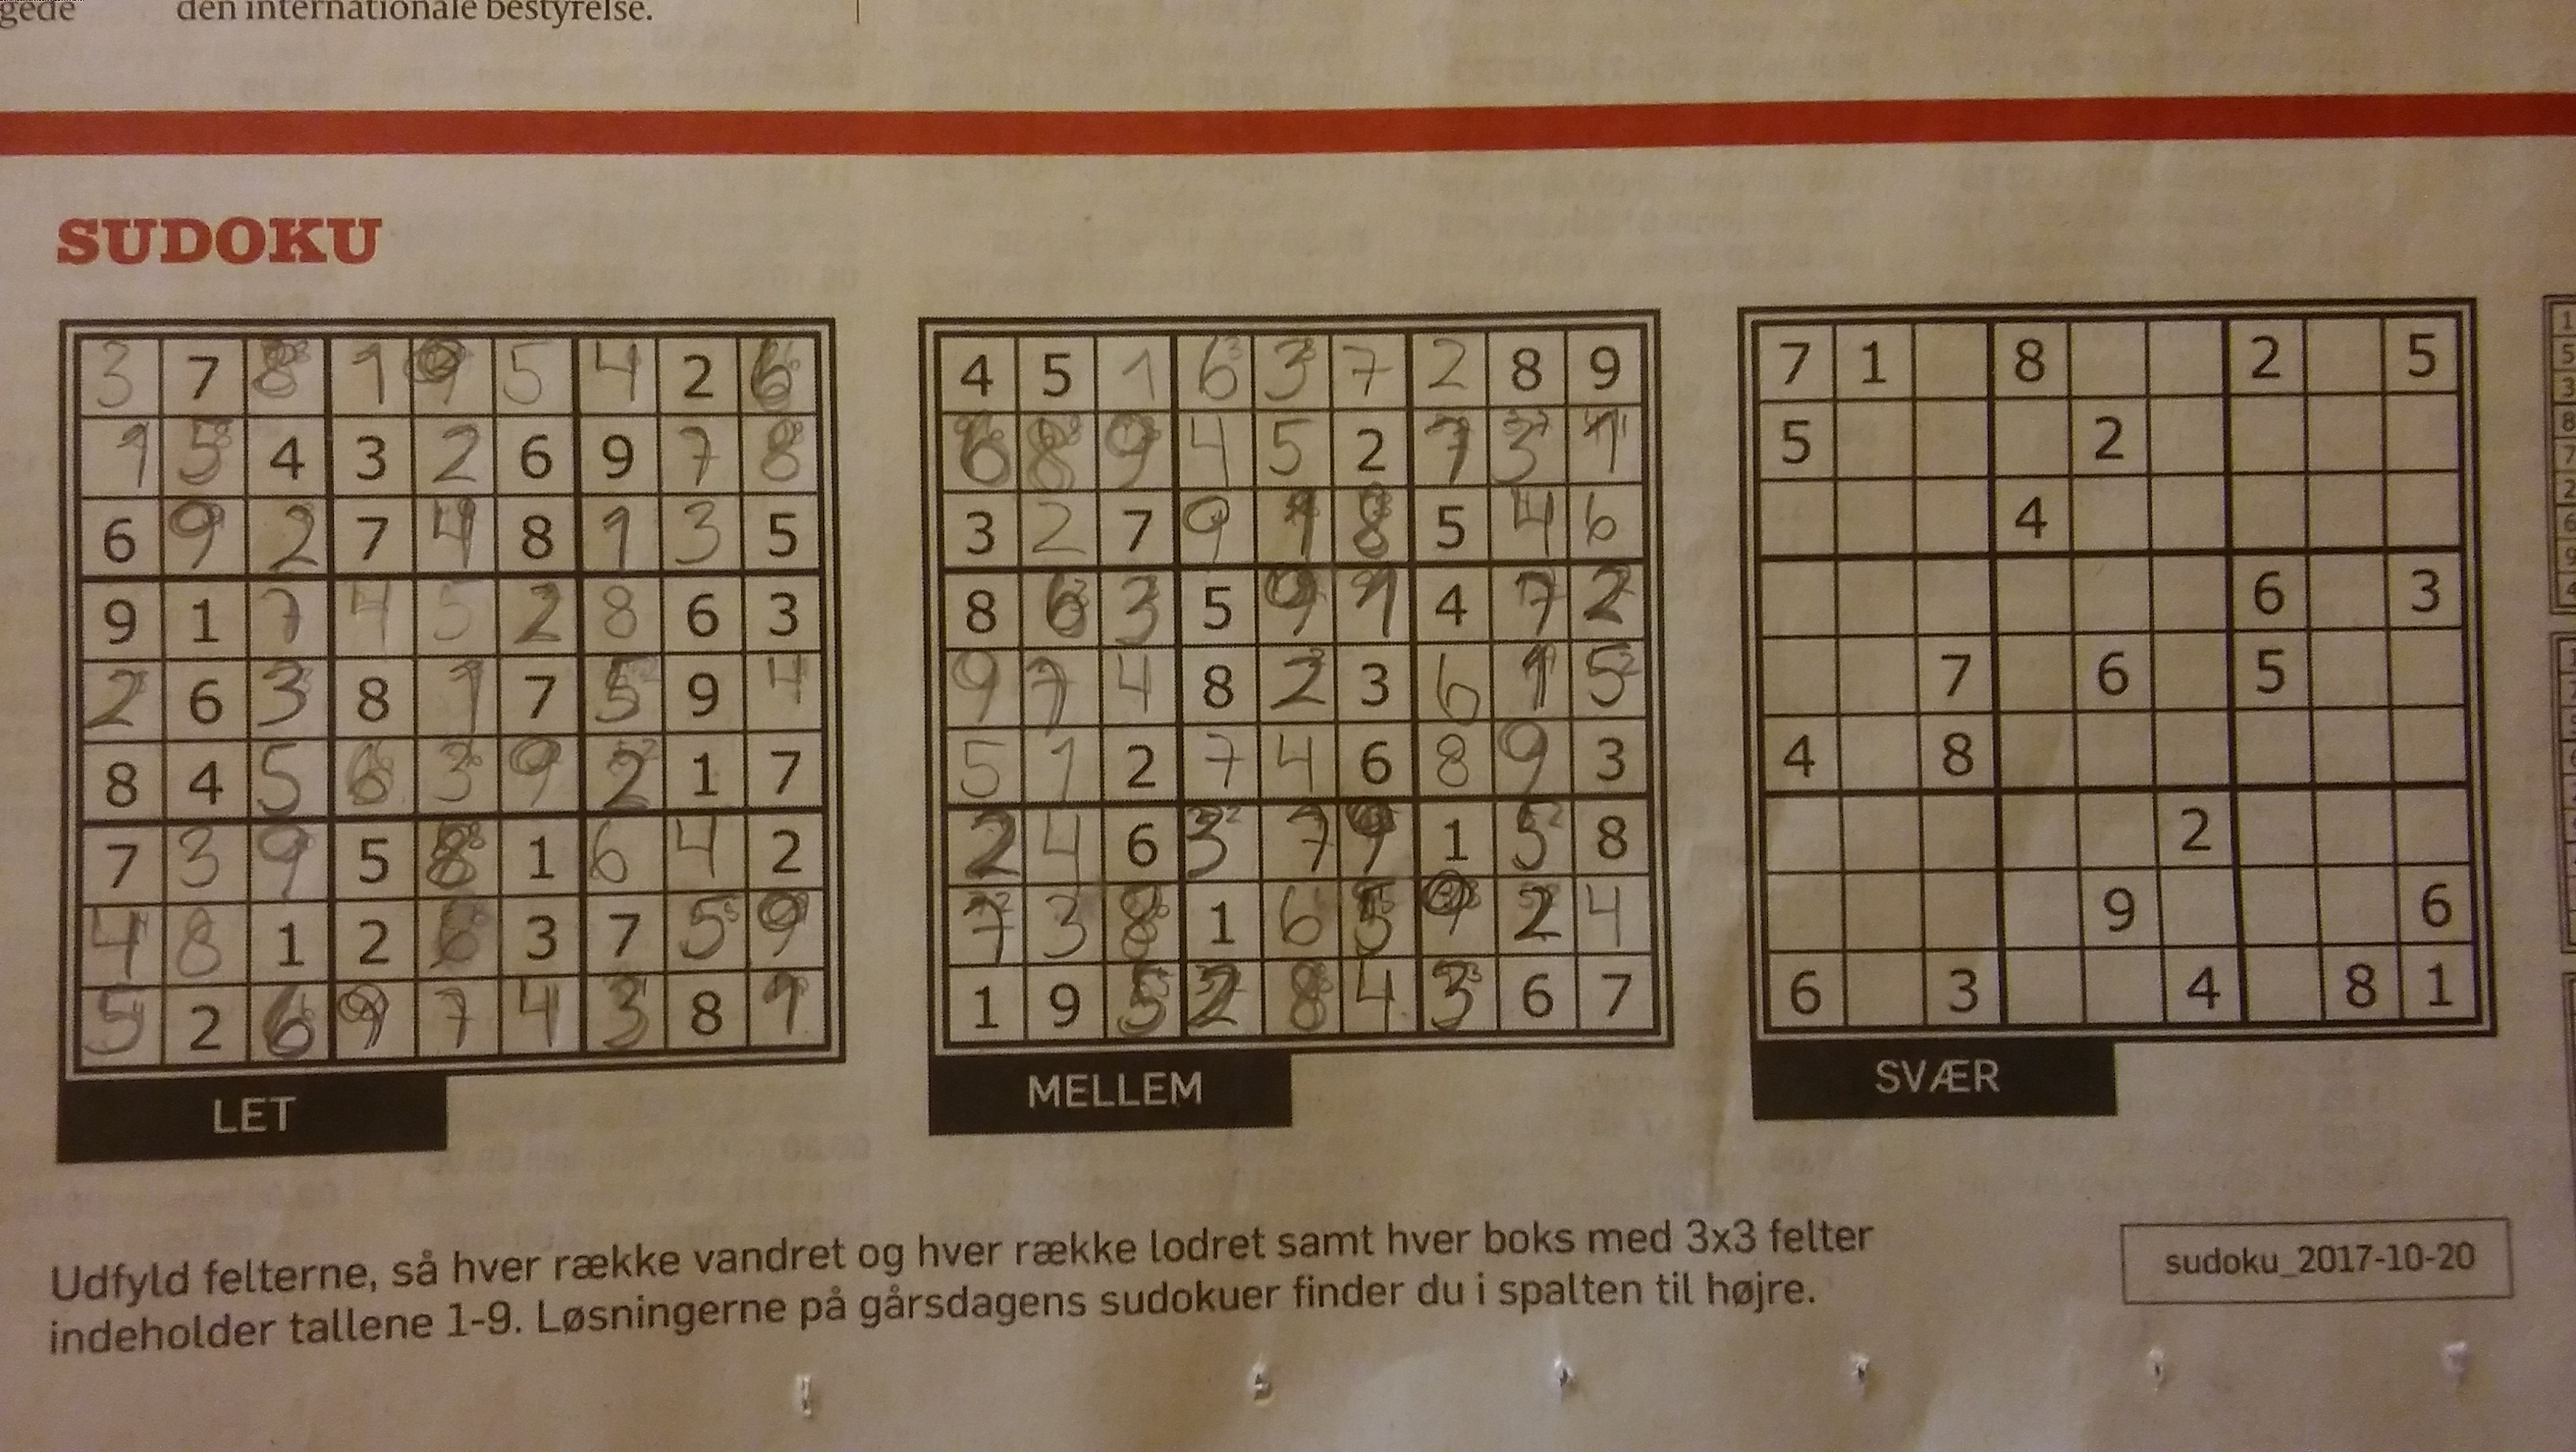 gede den internationale bestyrelse.
SUDOKU
3 7 8 1 9 5 4 2 6
1 5 4 3 2 6 9 7 8
6 9 2 7 4 8 1 3 5
9 1 7 4 5 2 8 6 3
2 6 3 8 1 7 5 9 4
8 4 5 6 3 9 2 1 7
7 3 9 5 8 1 6 4 2
4 8 1 2 6 3 7 5 9
5 2 6 9 7 4 3 8 1
LET
4 5 1 6 3 7 2 8 9
6 8 9 4 5 2 7 3 1
3 2 7 9 1 8 5 4 6
8 6 3 5 9 1 4 7 2
9 7 4 8 2 3 6 1 5
5 1 2 7 4 6 8 9 3
2 4 6 3 7 9 1 5 8
7 3 8 1 6 5 9 2 4
1 9 5 2 8 4 3 6 7
MELLEM
7 1 8 2 5
5 2
4
6 3
7 6 5
4 8
2
9 6
6 3 4 8 1
SVÆR
Udfyld felterne, så hver række vandret og hver række lodret samt hver boks med 3x3 felter
indeholder tallene 1-9. Løsningerne på gårsdagens sudokuer finder du i spalten til højre.
sudoku_2017-10-20